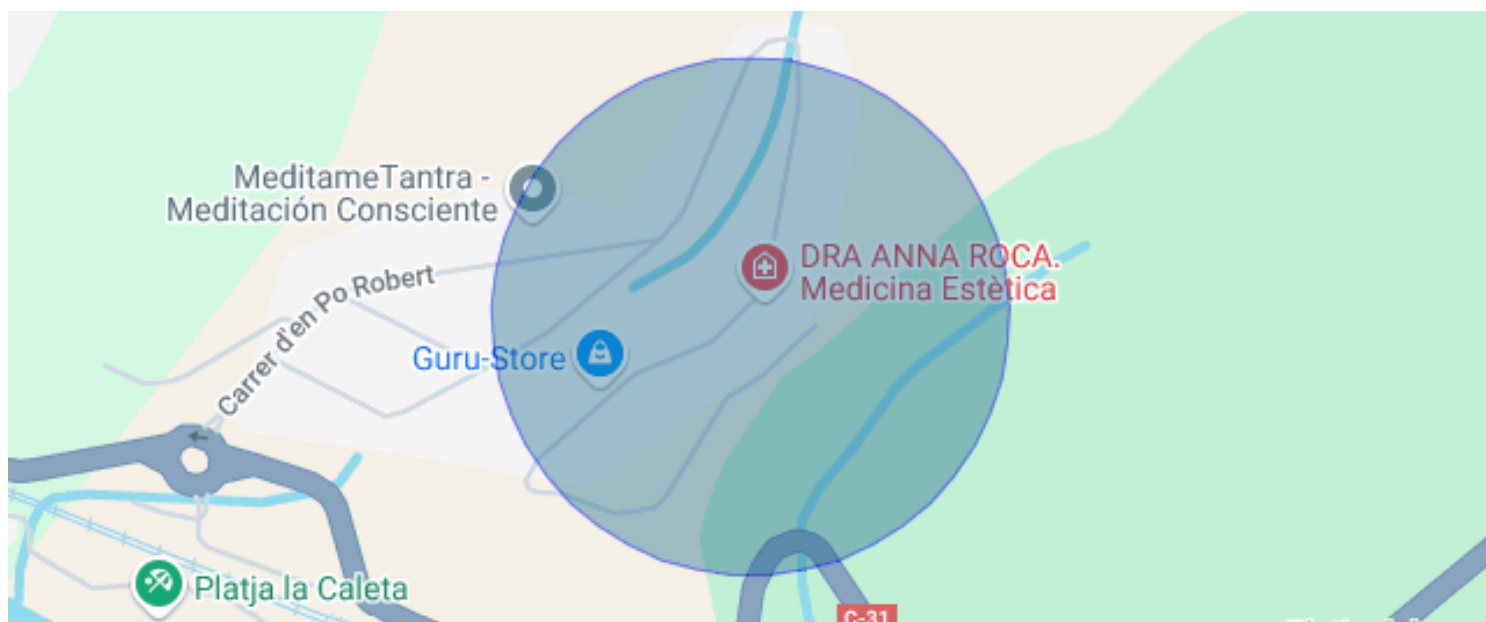 MeditameTantra -
Meditación Consciente
DRA ANNA ROCA.
Medicina Estètica
Carrer d'en Po Robert
Guru-Store
Platja la Caleta
C-31